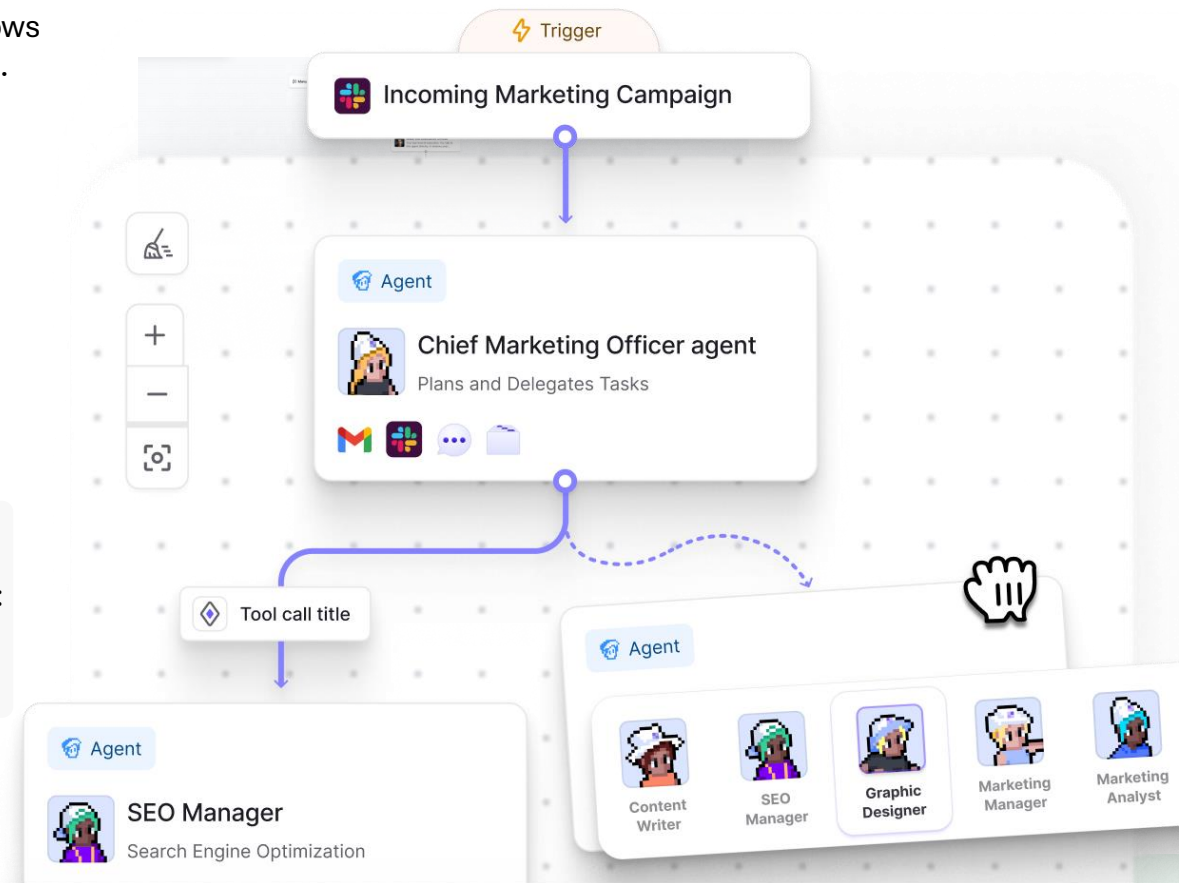 ows
.
Trigger
Incoming Marketing Campaign
Agent
Chief Marketing Officer agent
Plans and Delegates Tasks
Tool call title
Agent
Content
Writer
SEO
Manager
Graphic
Designer
Marketing
Manager
Marketing
Analyst
Agent
SEO Manager
Search Engine Optimization